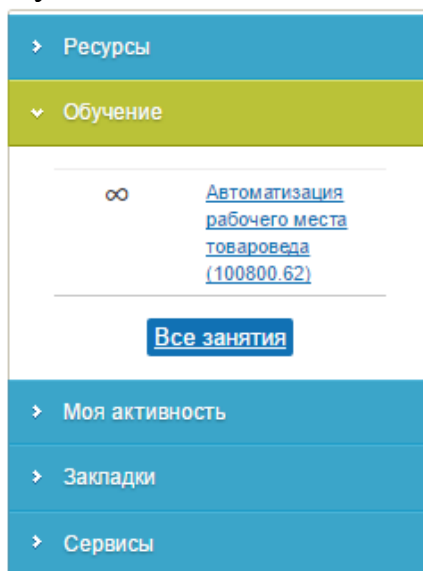 Ресурсы
Обучение
∞ Автоматизация
рабочего места
товароведа
(100800.62)
Все занятия
Моя активность
Закладки
Сервисы